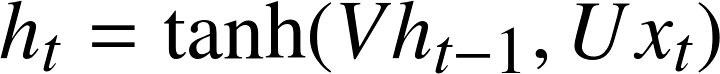 h_t = tanh(Vh_{t−1}, Ux_t)